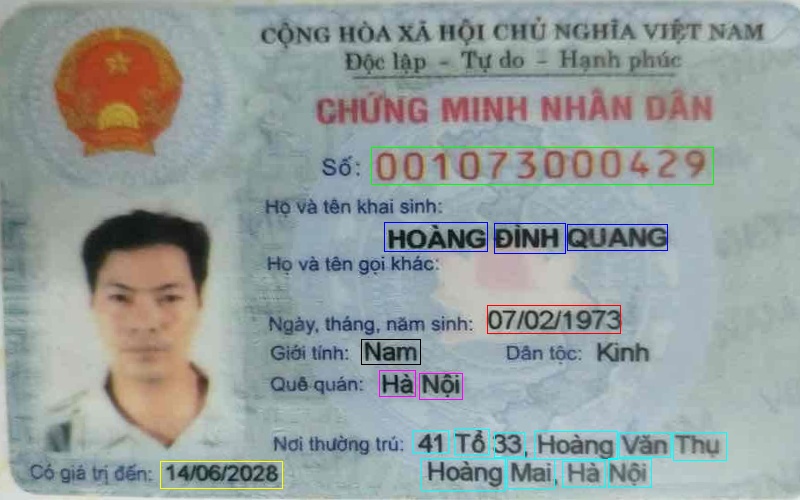 CỘNG HÒA XÃ HỘI CHỦ NGHĨA VIỆT NAM
Độc lập - Tự do - Hạnh phúc
CHỨNG MINH NHÂN DÂN
Số: 001073000429
Họ và tên khai sinh:
HOÀNG ĐÌNH QUANG
Họ và tên gọi khác:
Ngày, tháng, năm sinh: 07/02/1973
Giới tính: Nam Dân tộc: Kinh
Quê quán: Hà Nội
Nơi thường trú: 41 Tổ 33, Hoàng Văn Thụ
Hoàng Mai, Hà Nội
Có giá trị đến: 14/06/2028